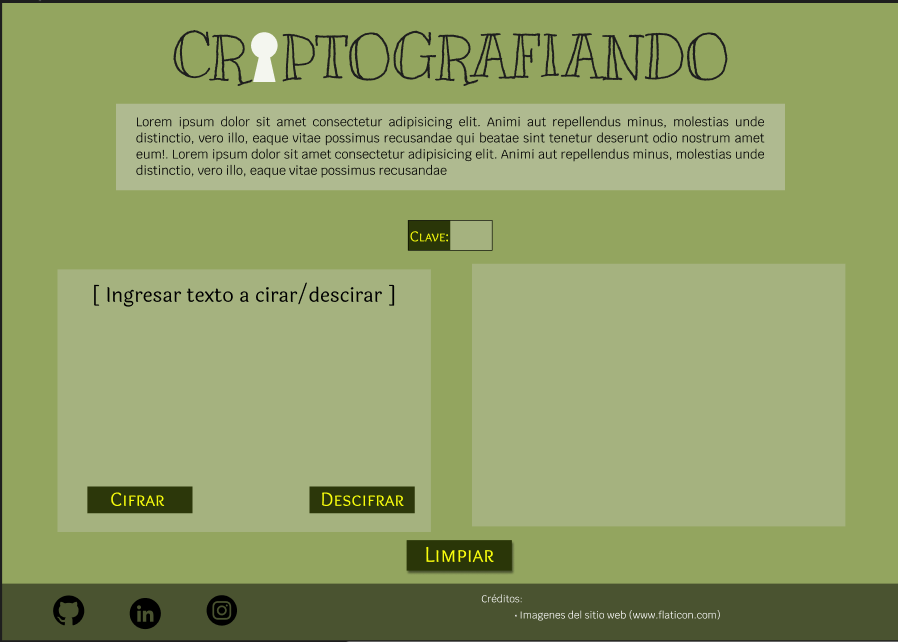 CRIPTOGRAFIANDO
Lorem ipsum dolor sit amet consectetur adipisicing elit. Animi aut repellendus minus, molestias unde
distinctio, vero illo, eaque vitae possimus recusandae qui beatae sint tenetur deserunt odio nostrum amet
eum!. Lorem ipsum dolor sit amet consectetur adipisicing elit. Animi aut repellendus minus, molestias unde
distinctio, vero illo, eaque vitae possimus recusandae
Clave:
[ Ingresar texto a cirar/descirar ]
Cifrar
Descifrar
Limpiar
in
Créditos:
• Imagenes del sitio web (www.flaticon.com)